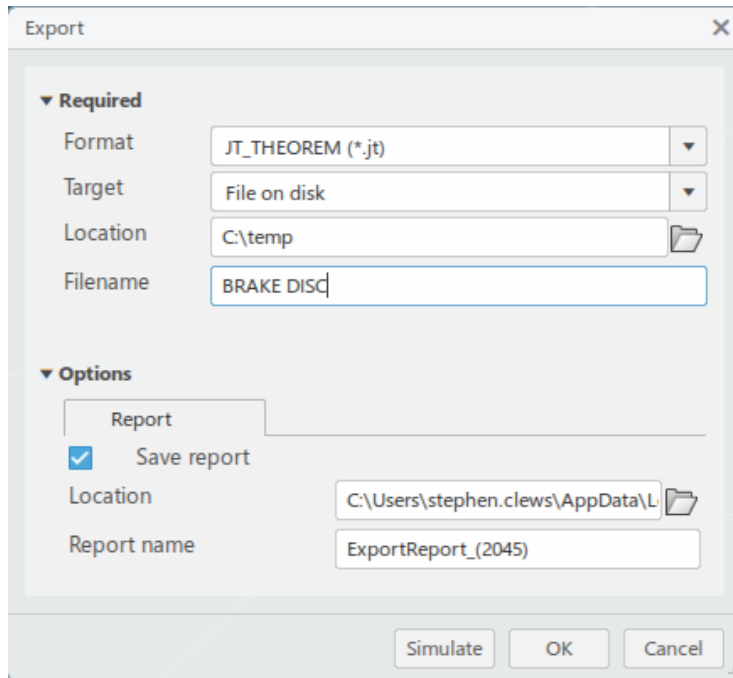 Export
Required
Format JT_THEOREM (*.jt)
Target File on disk
Location C:\temp
Filename BRAKE DISC
Options
Report
Save report
Location C:\Users\stephen.clews\AppData\L
Report name ExportReport_(2045)
Simulate OK Cancel